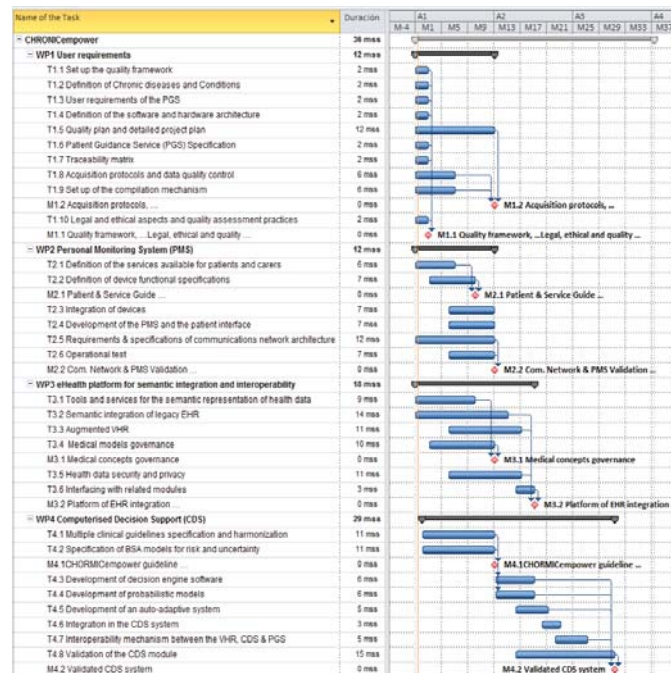 Name of the Task Duración A1 A2 A5 A4
M-4 M1 M5 M9 M13 M17 M21 M25 M29 M33 M37
CHRONICempower 36 mss
WP1 User requirements 12 mss
T1.1 Set up the quality framework 2 mss
T1.2 Definition of Chronic diseases and Conditions 2 mss
T1.3 User requirements of the PGS 2 mss
T1.4 Definition of the software and hardware architecture 2 mss
T1.5 Quality plan and detailed project plan 12 mss
T1.6 Patient Guidance Service (PGS) Specification 2 mss
T1.7 Traceability matrix 2 mss
T1.8 Acquisition protocols and data quality control 6 mss
T1.9 Set up of the compilation mechanism 6 mss
M1.2 Acquisition protocols, ... 0 mss M1.2 Acquisition protocols, ...
T1.10 Legal and ethical aspects and quality assessment practices 2 mss
M1.1 Quality framework, ...Legal, ethical and quality ... 0 mss M1.1 Quality framework, ...Legal, ethical and quality ...
WP2 Personal Monitoring System (PMS) 12 mss
T2.1 Definition of the services available for patients and carers 6 mss
T2.2 Definition of device functional specifications 7 mss
M2.1 Patient & Service Guide ... 0 mss M2.1 Patient & Service Guide ...
T2.3 Integration of devices 7 mss
T2.4 Development of the PMS and the patient interface 7 mss
T2.5 Requirements & specifications of communications network architecture 12 mss
T2.6 Operational test 7 mss
M2.2 Com. Network & PMS Validation ... 0 mss M2.2 Com. Network & PMS Validation ...
WP3 eHealth platform for semantic integration and interoperability 18 mss
T3.1 Tools and services for the semantic representation of health data 9 mss
T3.2 Semantic integration of legacy EHR 14 mss
T3.3 Augmented VHR 11 mss
T3.4 Medical models governance 10 mss
M3.1 Medical concepts governance 0 mss M3.1 Medical concepts governance
T3.5 Health data security and privacy 11 mss
T3.6 Interfacing with related modules 3 mss
M3.2 Platform of EHR integration ... 0 mss M3.2 Platform of EHR integration
WP4 Computerised Decision Support (CDS) 29 mss
T4.1 Multiple clinical guidelines specification and harmonization 11 mss
T4.2 Specification of BSA models for risk and uncertainty 11 mss
M4.1CHORMICempower guideline ... 0 mss M4.1CHORMICempower guideline ...
T4.3 Development of decision engine software 6 mss
T4.4 Development of probabilistic models 6 mss
T4.5 Development of an auto-adaptive system 5 mss
T4.6 Integration in the CDS system 3 mss
T4.7 Interoperability mechanism between the VHR, CDS & PGS 5 mss
T4.8 Validation of the CDS module 15 mss
M4.2 Validated CDS system 0 mss M4.2 Validated CDS system